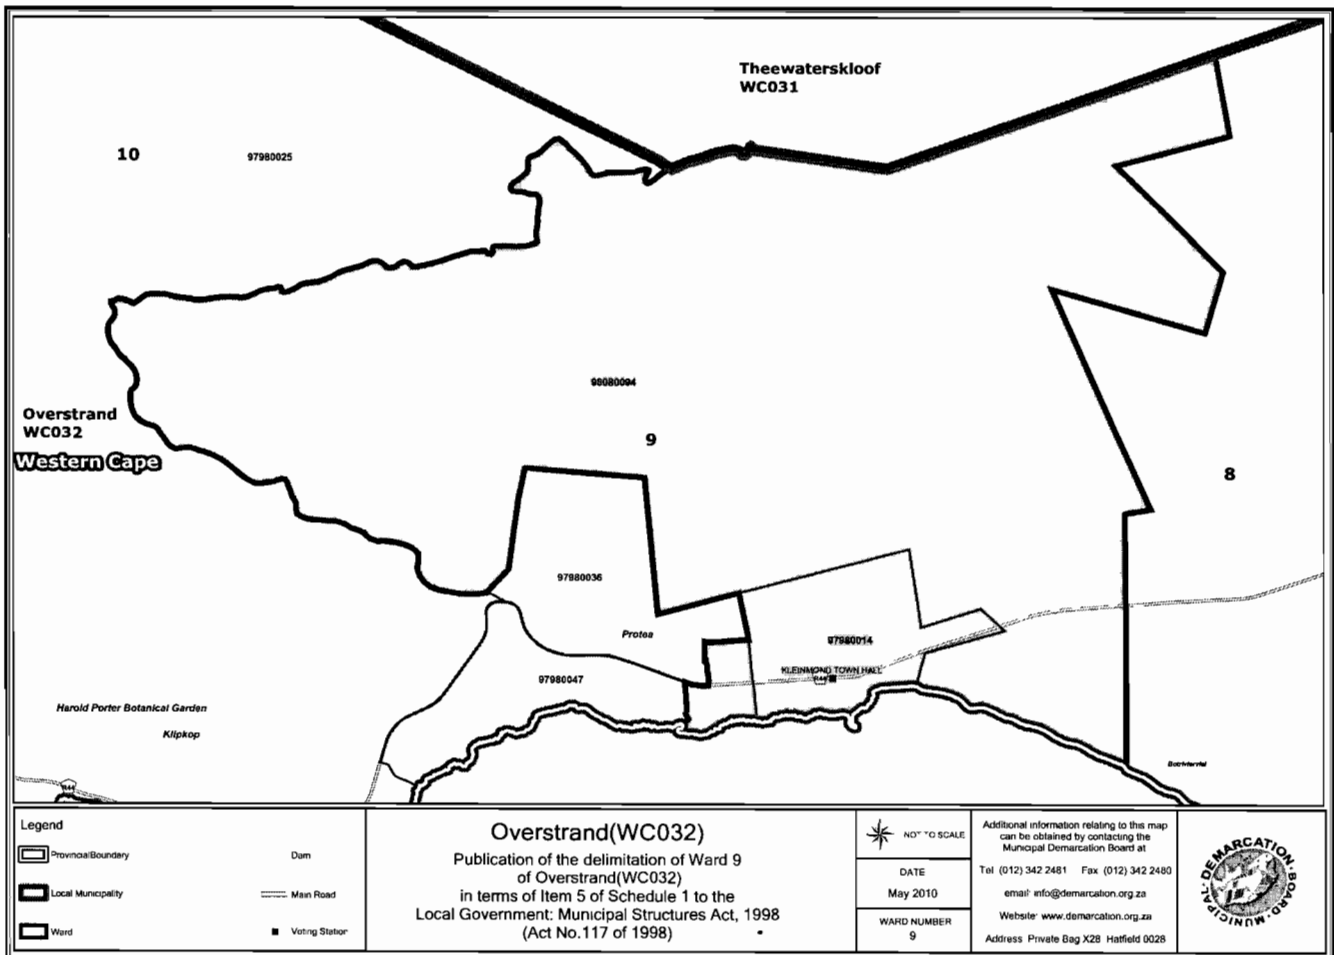 Theewaterskloof
WC031
10
97980025
98080094
9
Overstrand
WC032
Western Cape
8
97980036
Protea
97980014
KLEINMOND TOWN HALL
R44
97980047
Harold Porter Botanical Garden
Klipkop
R44
Legend
Provincial Boundary
Dam
Local Municipality
Main Road
Ward
Voting Station
Overstrand(WC032)
Publication of the delimitation of Ward 9
of Overstrand(WC032)
in terms of Item 5 of Schedule 1 to the
Local Government: Municipal Structures Act, 1998
(Act No.117 of 1998)
NOT TO SCALE
DATE
May 2010
WARD NUMBER
9
Additional information relating to this map
can be obtained by contacting the
Municipal Demarcation Board at
Tel (012) 342 2481 Fax (012) 342 2480
email: info@demarcation.org.za
Website: www.demarcation.org.za
Address Private Bag X28 Hatfield 0028
MUNICIPAL DEMARCATION BOARD